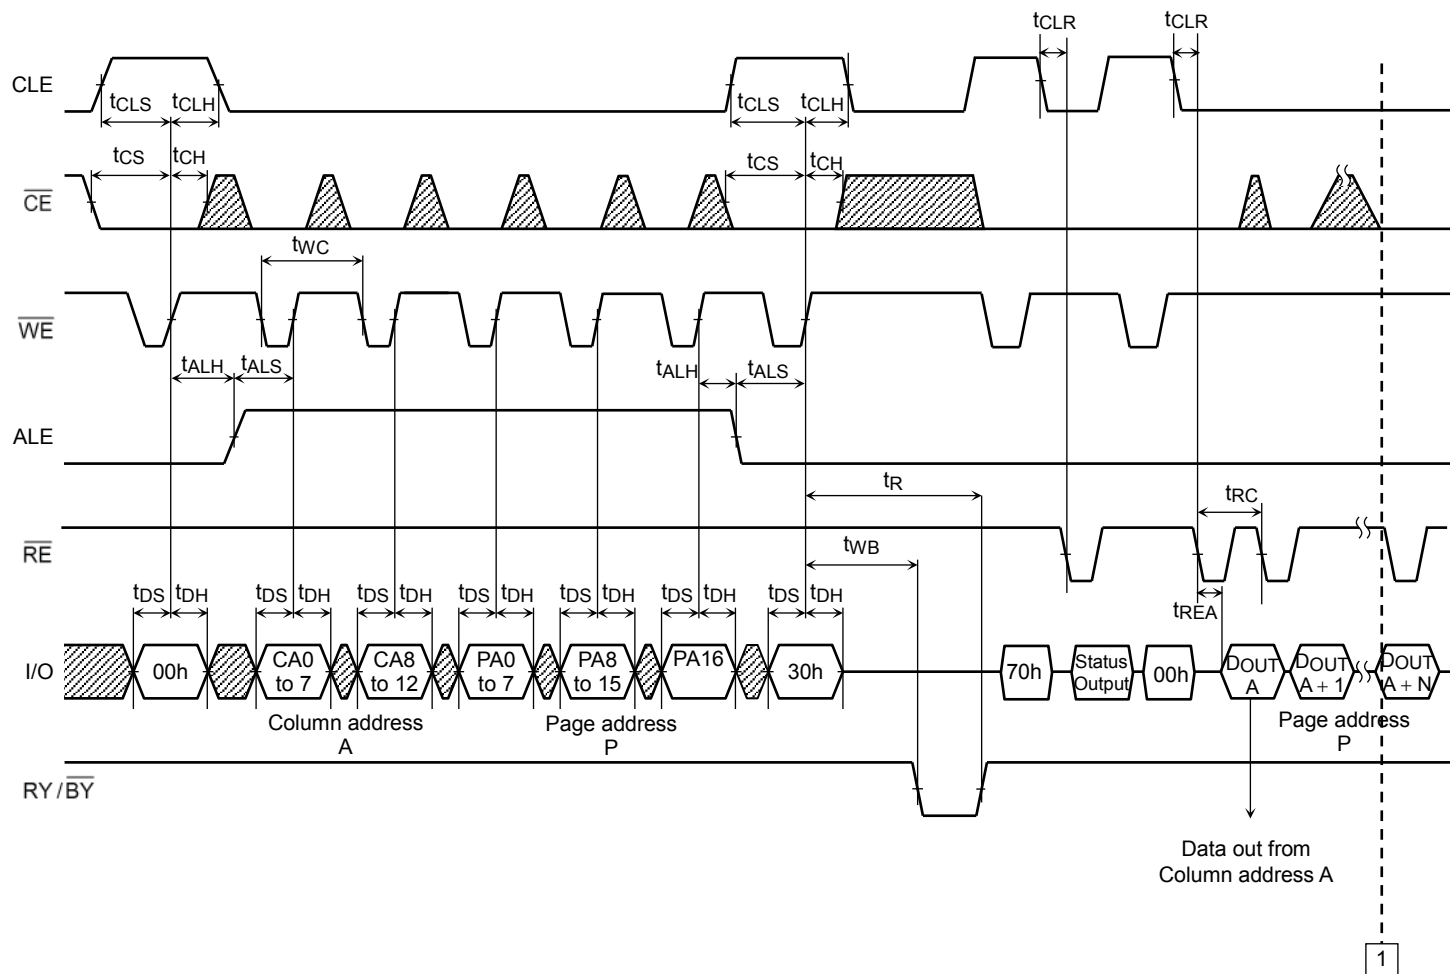 tCLR tCLR
CLE
tCLS tCLH tCLS tCLH
tCS tCH tCS tCH
CE
tWC
WE
tALH tALS tALH tALS
ALE
tR
tRC
RE
tWB
tDS tDH tDS tDH tDS tDH tDS tDH tDS tDH tDS tDH tDS tDH
tREA
I/O
00h
CA0
to 7
CA8
to 12
PA0
to 7
PA8
to 15
PA16
30h
70h
Status
Output
00h
DOUT
A
DOUT
A + 1
DOUT
A + N
Column address
A
Page address
P
Page address
P
RY/BY
Data out from
Column address A
1